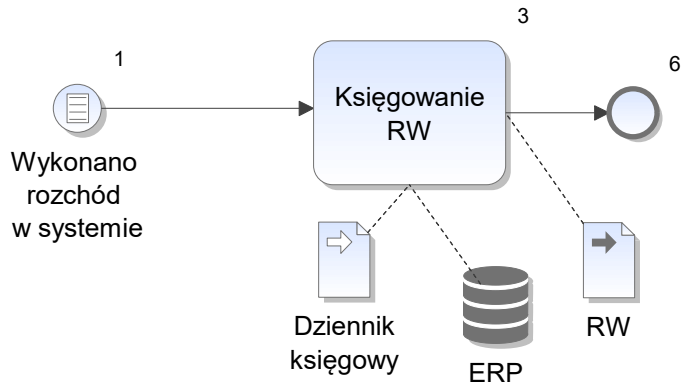 1
3
6
Księgowanie
RW
Wykonano
rozchód
w systemie
Dziennik
księgowy
ERP
RW